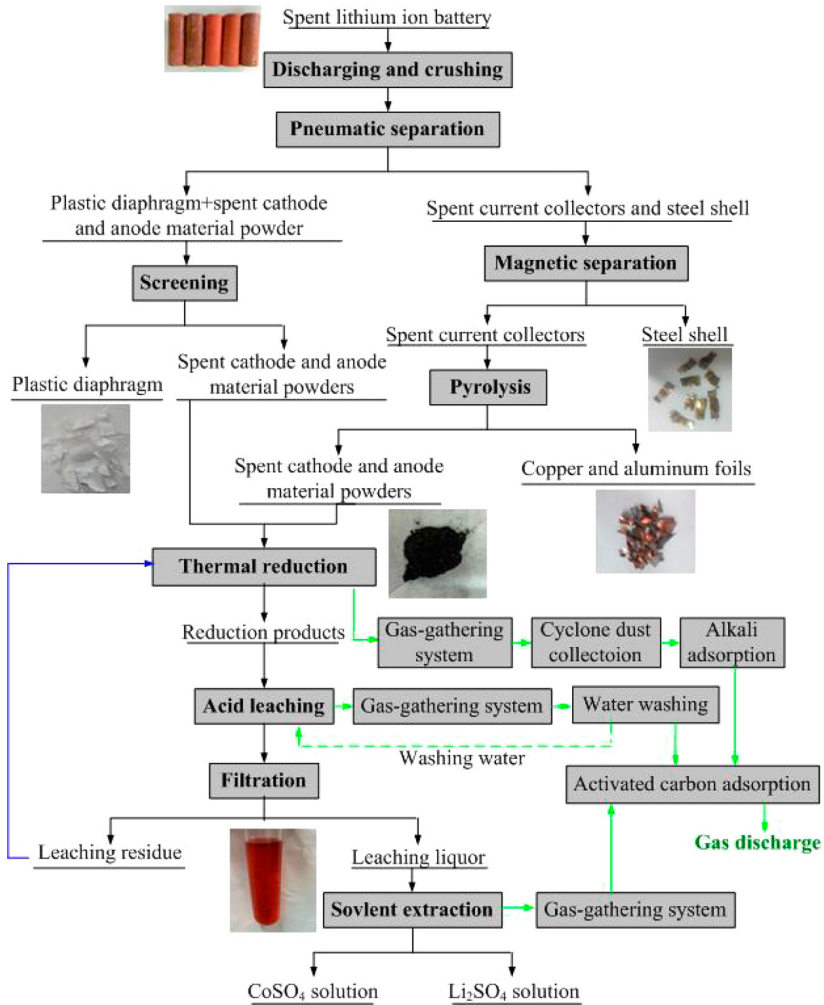 Spent lithium ion battery
Discharging and crushing
Pneumatic separation
Plastic diaphragm+spent cathode
and anode material powder
Spent current collectors and steel shell
Screening
Magnetic separation
Spent current collectors
Steel shell
Plastic diaphragm
Spent cathode and anode
material powders
Pyrolysis
Spent cathode and anode
material powders
Copper and aluminum foils
Thermal reduction
Reduction products
Gas-gathering
system
Cyclone dust
collectoion
Alkali
adsorption
Acid leaching
Gas-gathering system
Water washing
Washing water
Filtration
Activated carbon adsorption
Gas discharge
Leaching residue
Leaching liquor
Sovlent extraction
Gas-gathering system
CoSO₄ solution
Li₂SO₄ solution